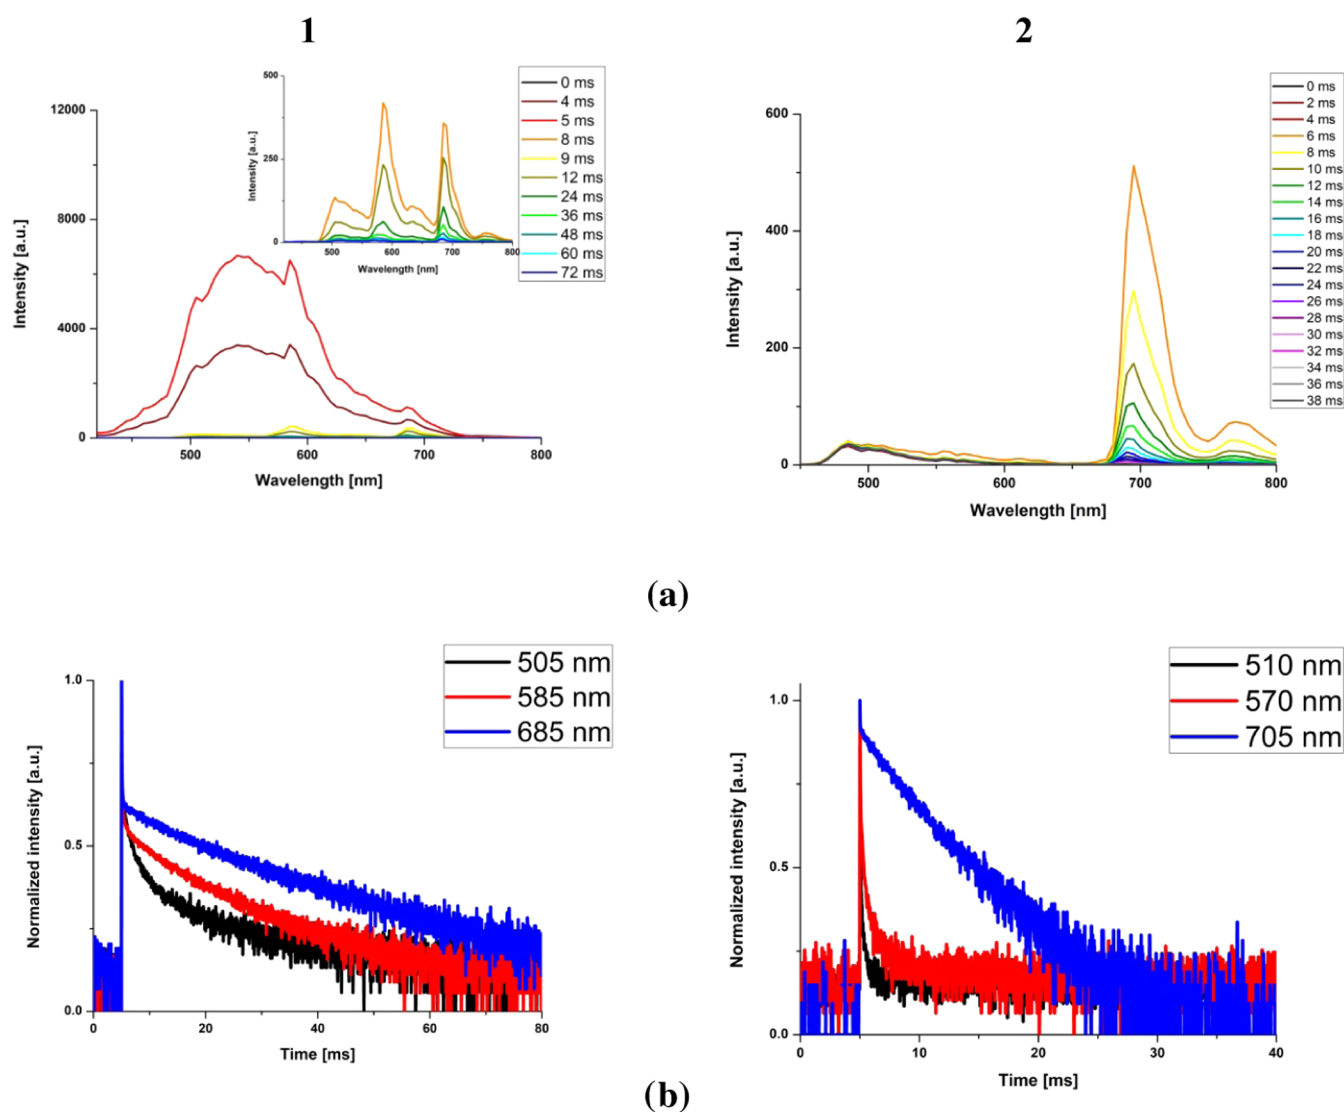 1
2
12000
8000
4000
0
500
600
700
800
Intensity [a.u.]
Wavelength [nm]
500
250
0
500
600
700
800
Intensity [a.u.]
Wavelength [nm]
0 ms
4 ms
5 ms
8 ms
9 ms
12 ms
24 ms
36 ms
48 ms
60 ms
72 ms
600
400
200
0
500
600
700
800
Intensity [a.u.]
Wavelength [nm]
0 ms
2 ms
4 ms
6 ms
8 ms
10 ms
12 ms
14 ms
16 ms
18 ms
20 ms
22 ms
24 ms
26 ms
28 ms
30 ms
32 ms
34 ms
36 ms
38 ms
(a)
505 nm
585 nm
685 nm
1.0
0.5
0.0
0
20
40
60
80
Normalized intensity [a.u.]
Time [ms]
510 nm
570 nm
705 nm
1.0
0.5
0.0
0
10
20
30
40
Normalized intensity [a.u.]
Time [ms]
(b)